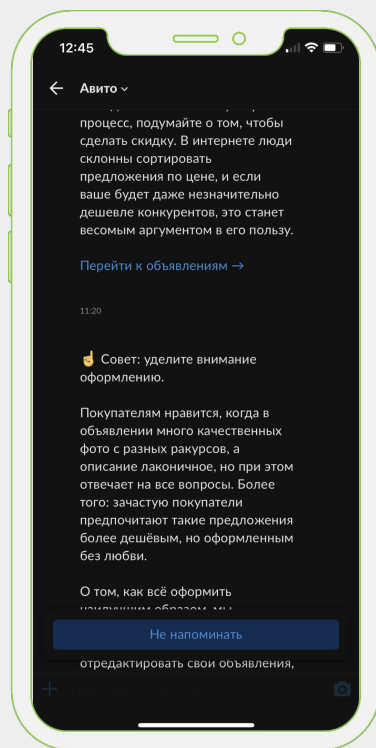 12:45
Авито
процесс, подумайте о том, чтобы
сделать скидку. В интернете люди
склонны сортировать
предложения по цене, и если
ваше будет даже незначительно
дешевле конкурентов, это станет
весомым аргументом в его пользу.
Перейти к объявлениям →
11:20
☝ Совет: уделите внимание
оформлению.
Покупателям нравится, когда в
объявлении много качественных
фото с разных ракурсов, а
описание лаконичное, но при этом
отвечает на все вопросы. Более
того: зачастую покупатели
предпочитают такие предложения
более дешёвым, но оформленным
без любви.
О том, как всё оформить
наилучшим образом, мы
Не напоминать
отредактировать свои объявления,